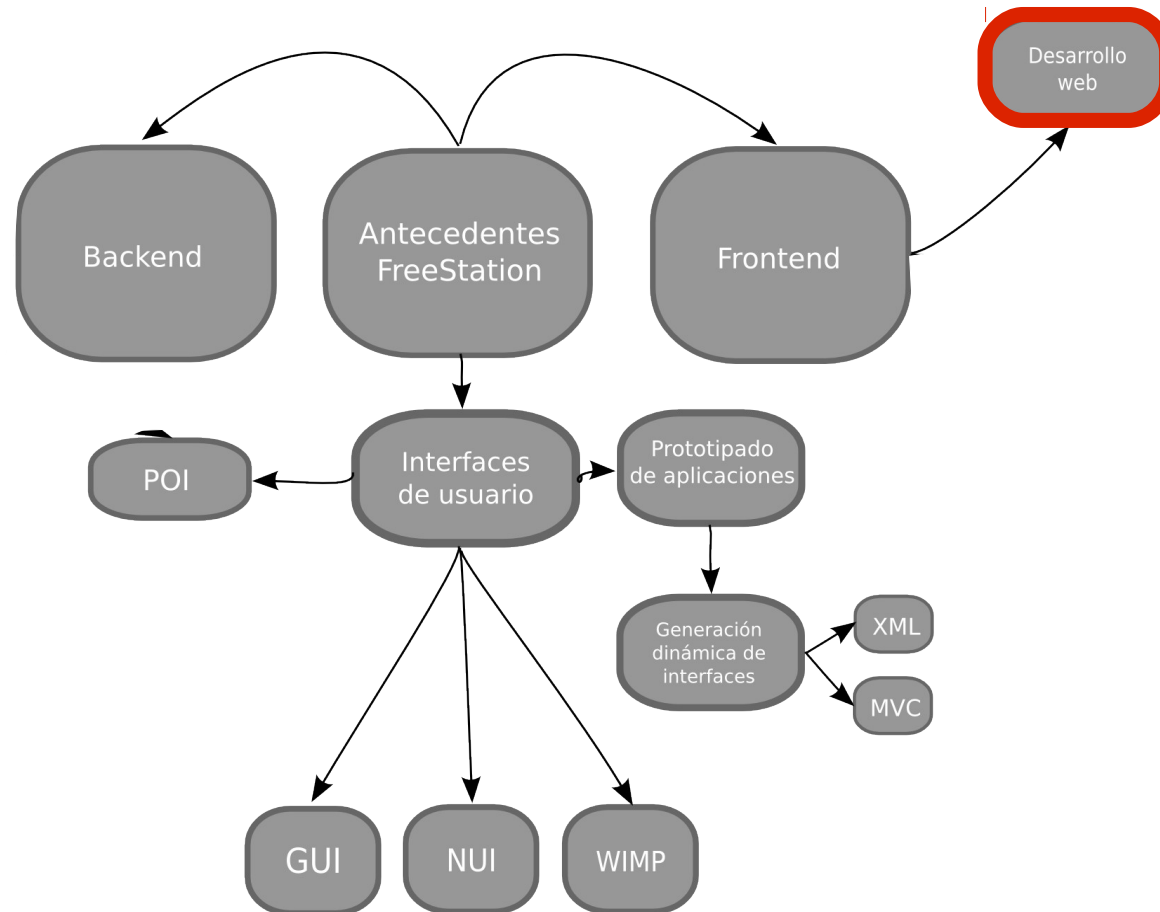 Desarrollo
web
Backend
Antecedentes
FreeStation
Frontend
POI
Interfaces
de usuario
Prototipado
de aplicaciones
Generación
dinámica de
interfaces
XML
MVC
GUI
NUI
WIMP